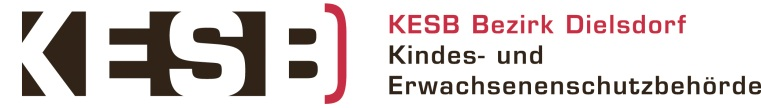 KESB
KESB Bezirk Dielsdorf
Kindes- und
Erwachsenenschutzbehörde